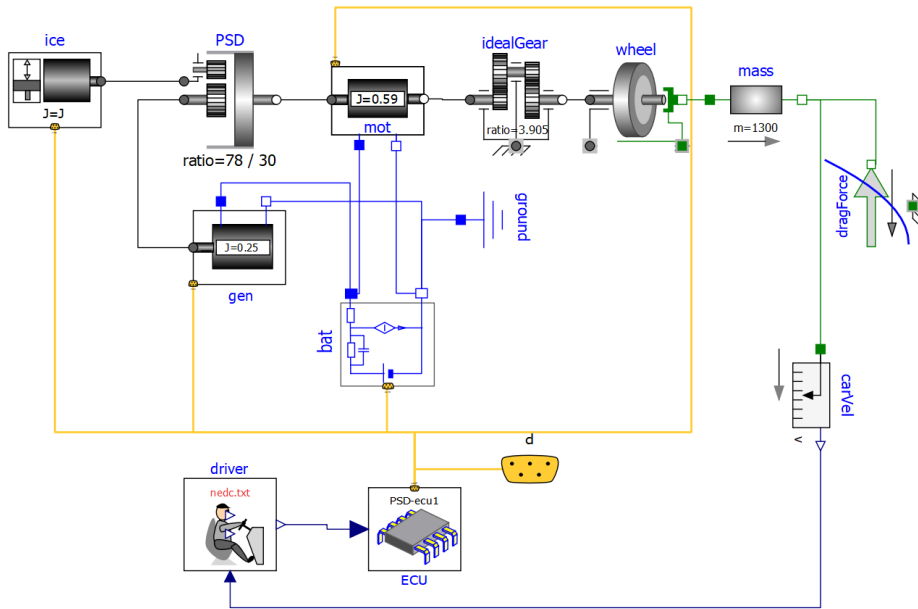 ice
PSD
idealGear
wheel
mass
J=J
J=0.59
mot
ratio=3.905
m=1300
ratio=78 / 30
dragForce
ground
J=0.25
gen
bat
I
carVel
v
d
driver
nedc.txt
PSD-ecu1
ECU